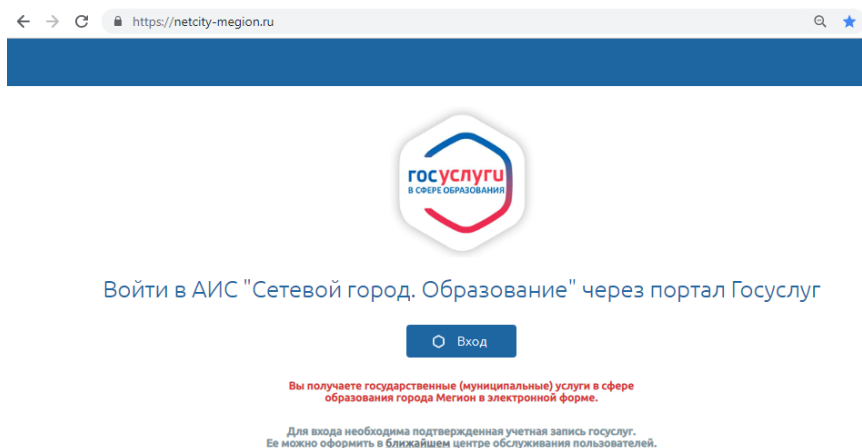 https://netcity-megion.ru
госуслуги
В СФЕРЕ ОБРАЗОВАНИЯ
Войти в АИС "Сетевой город. Образование" через портал Госуслуг
Вход
Вы получаете государственные (муниципальные) услуги в сфере
образования города Мегион в электронной форме.
Для входа необходима подтвержденная учетная запись госуслуг.
Ее можно оформить в ближайшем центре обслуживания пользователей.